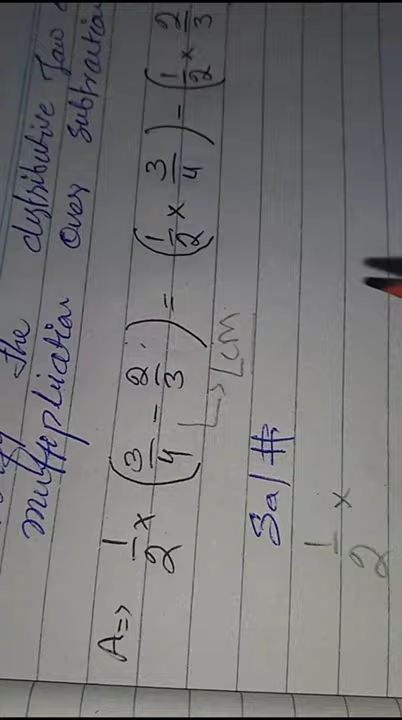 the distributive law
multiplication over subtraction
A=> 1/2 × (3/4 - 2/3) = (1/2 × 3/4) - (1/2 × 2/3
↳ LCM
Sol #
1/2 ×